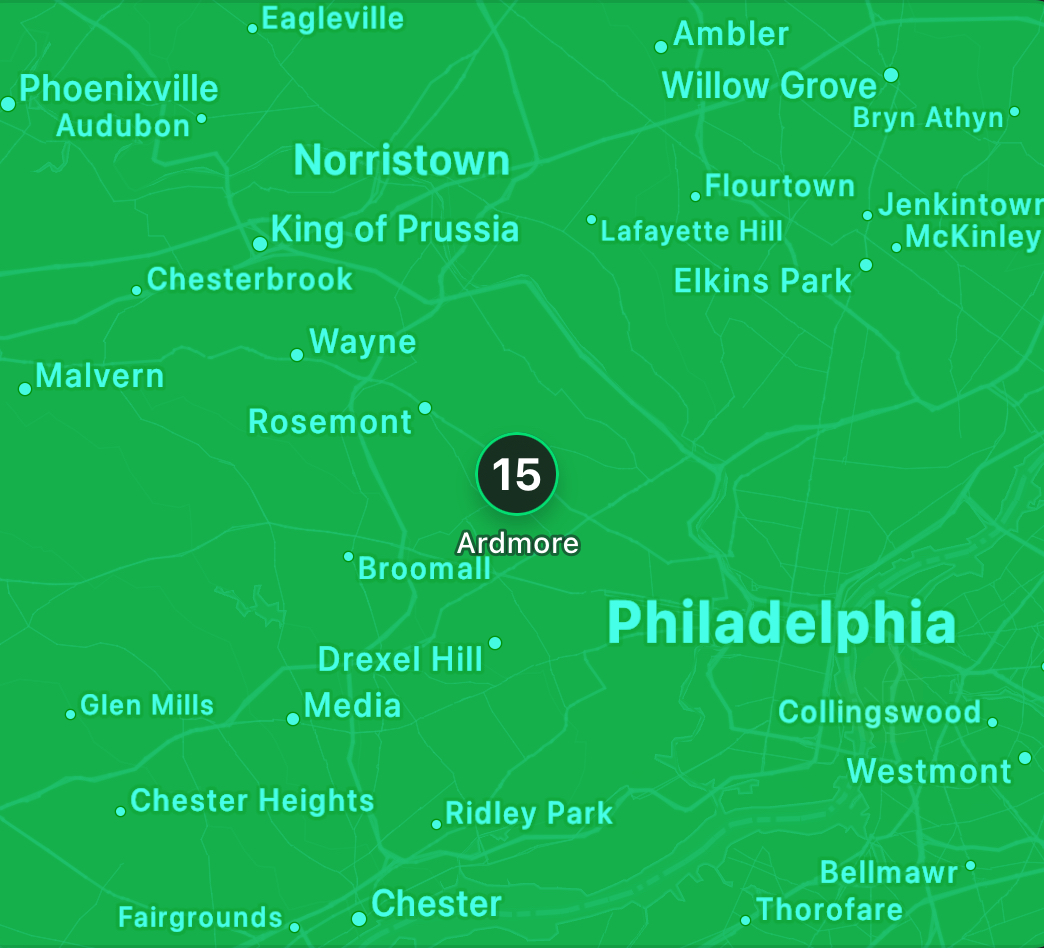 Eagleville
Ambler
Phoenixville
Willow Grove
Audubon
Bryn Athyn
Norristown
Flourtown
Jenkintown
King of Prussia
Lafayette Hill
McKinley
Chesterbrook
Elkins Park
Wayne
Malvern
Rosemont
15
Ardmore
Broomall
Philadelphia
Drexel Hill
Glen Mills
Media
Collingswood
Westmont
Chester Heights
Ridley Park
Bellmawr
Chester
Thorofare
Fairgrounds